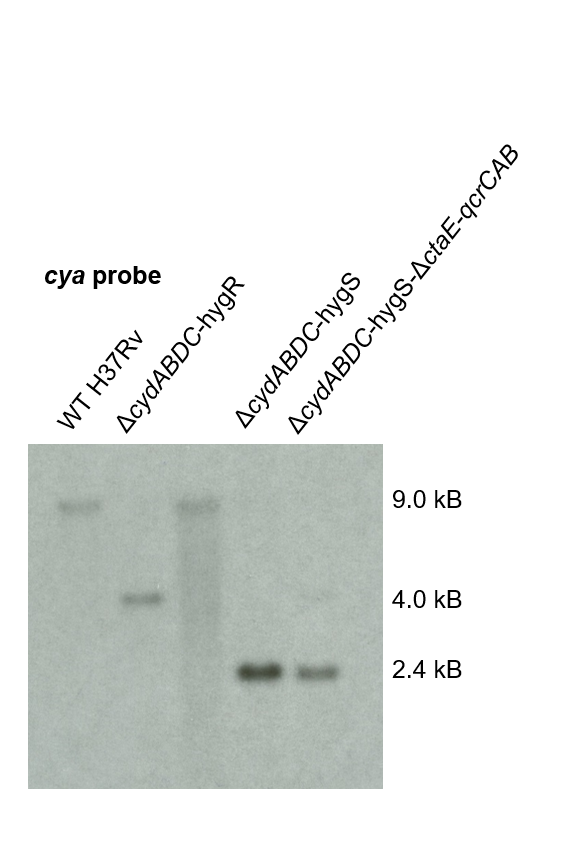 cya probe
WT H37Rv
ΔcydABDC-hygR
ΔcydABDC-hygS
ΔcydABDC-hygS-ΔctaE-qcrCAB
9.0 kB
4.0 kB
2.4 kB